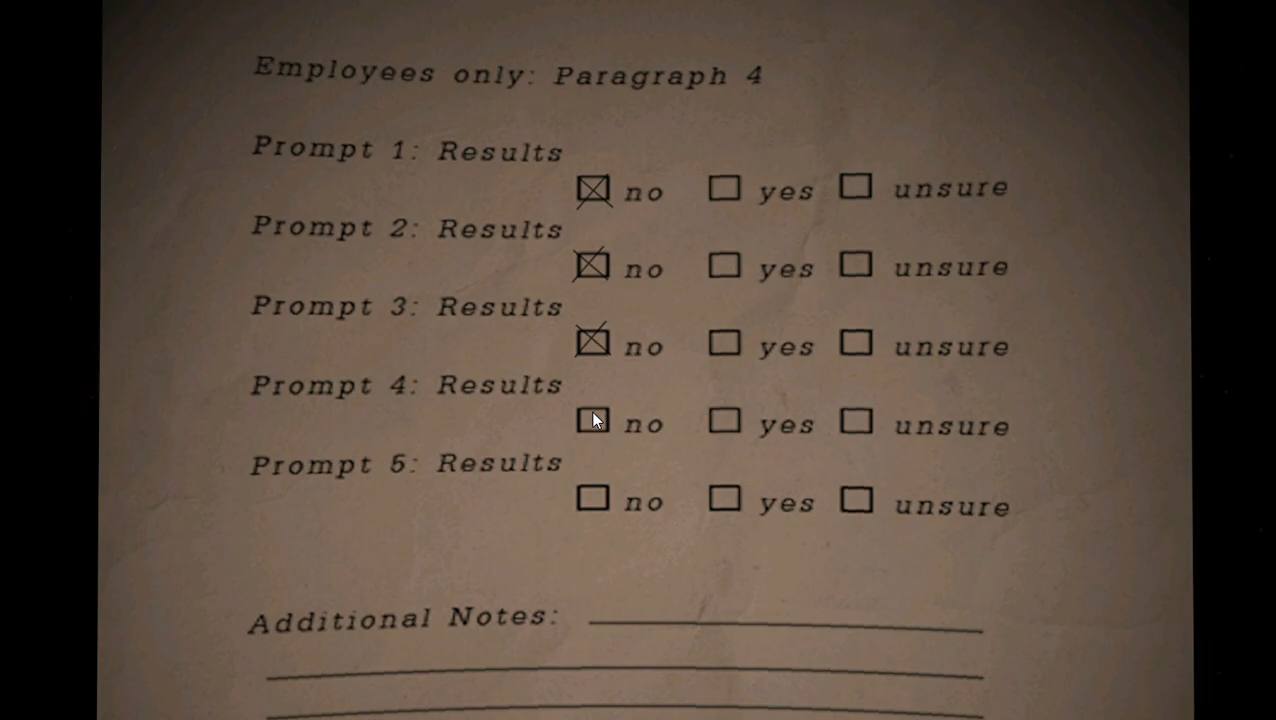 Employees only: Paragraph 4
Prompt 1: Results
no yes unsure
Prompt 2: Results
no yes unsure
Prompt 3: Results
no yes unsure
Prompt 4: Results
no yes unsure
Prompt 5: Results
no yes unsure
Additional Notes: